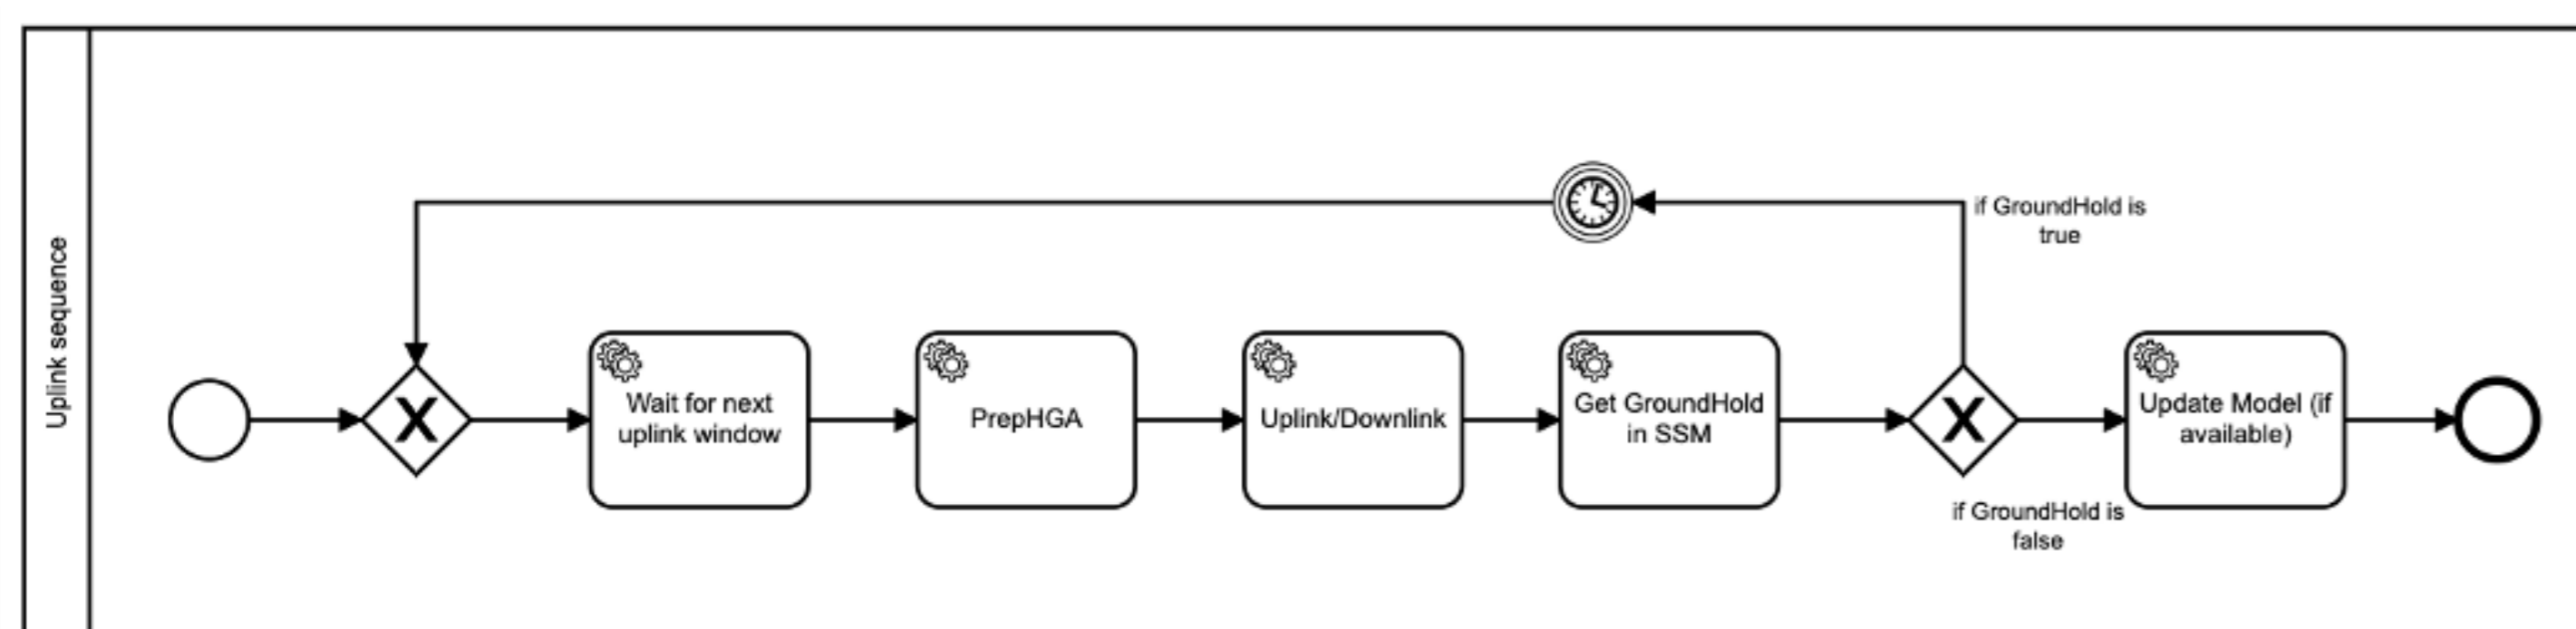 Uplink sequence
if GroundHold is
true
Wait for next
uplink window
PrepHGA
Uplink/Downlink
Get GroundHold
in SSM
X
X
Update Model (if
available)
if GroundHold is
false